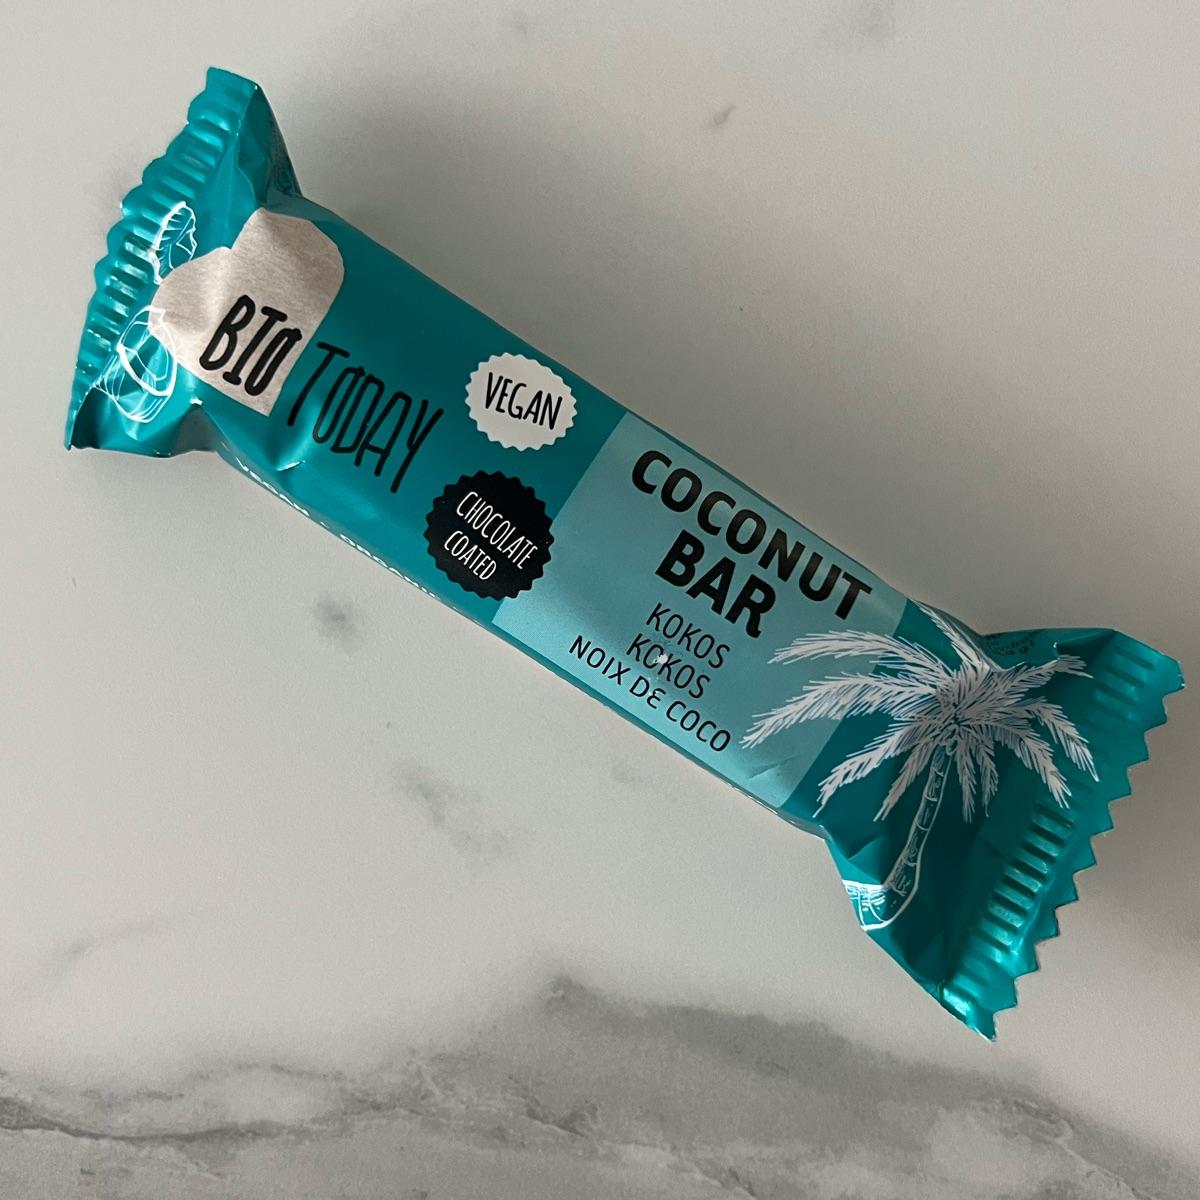 BIO TODAY
VEGAN
CHOCOLATE
COATED
COCONUT
BAR
KOKOS
KOKOS
NOIX DE COCO